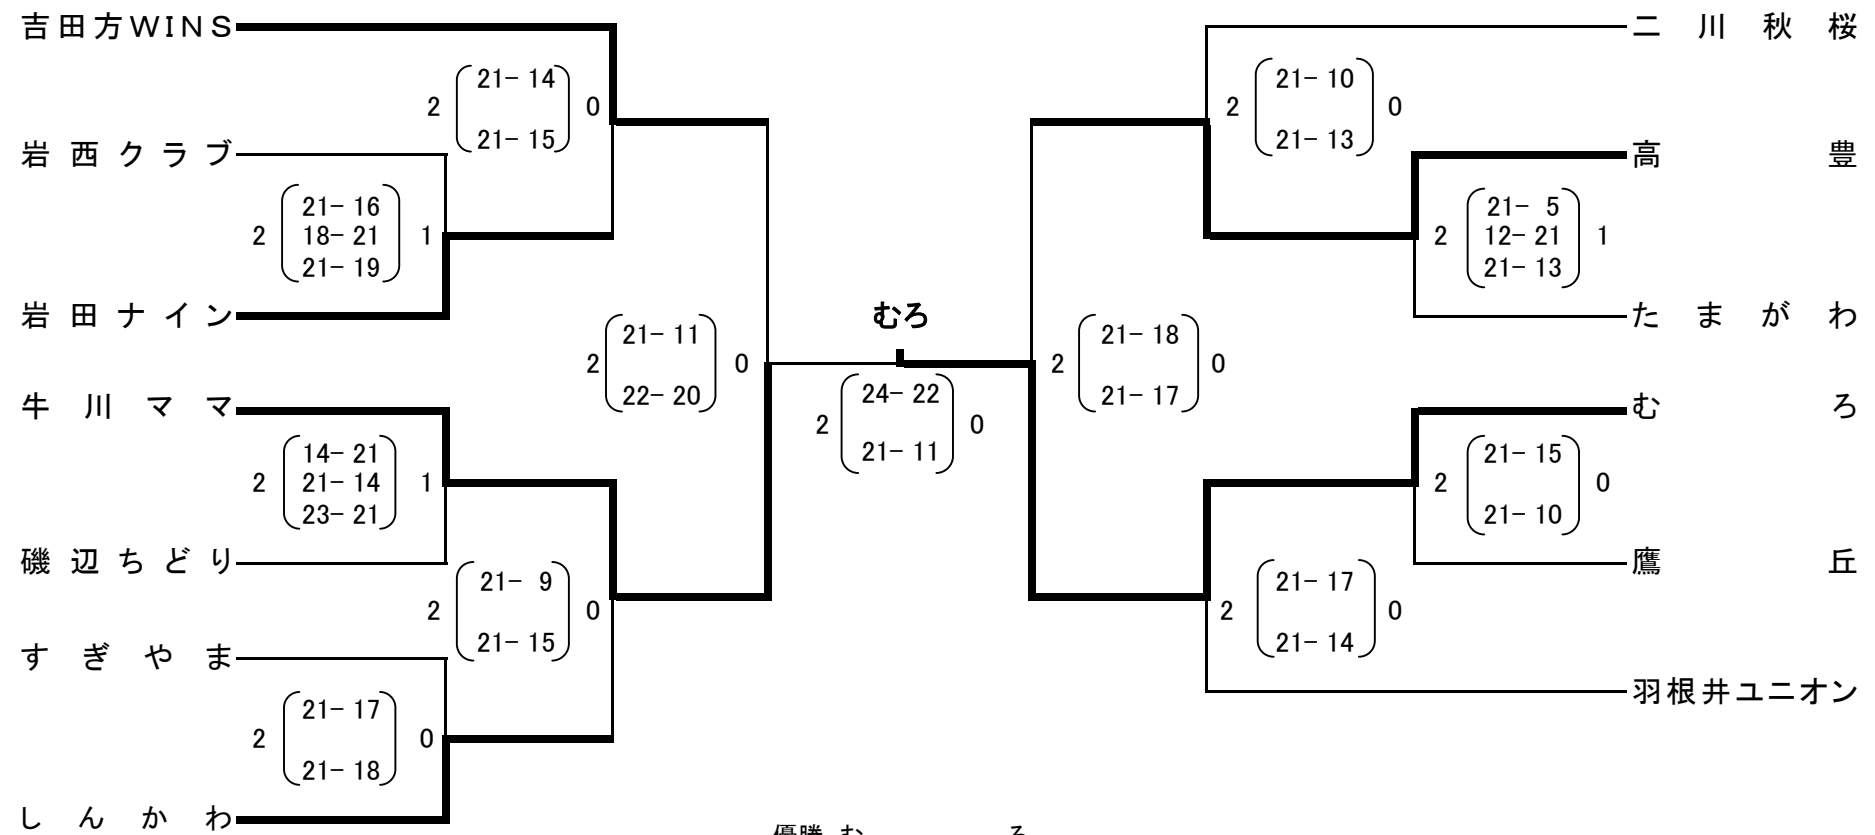 吉田方WINS
21- 14
2 0
21- 15
岩西クラブ
21- 16
2 18- 21 1
21- 19
岩田ナイン
21- 11
2 0
22- 20
牛川ママ
14- 21
2 21- 14 1
23- 21
磯辺ちどり
21- 9
2 0
21- 15
すぎやま
21- 17
2 0
21- 18
しんかわ
むろ
24- 22
2 0
21- 11
二川秋桜
21- 10
2 0
21- 13
高豊
21- 5
2 12- 21 1
21- 13
たまがわ
21- 18
2 0
21- 17
むろ
21- 15
2 0
21- 10
鷹丘
21- 17
2 0
21- 14
羽根井ユニオン
優勝 むろ